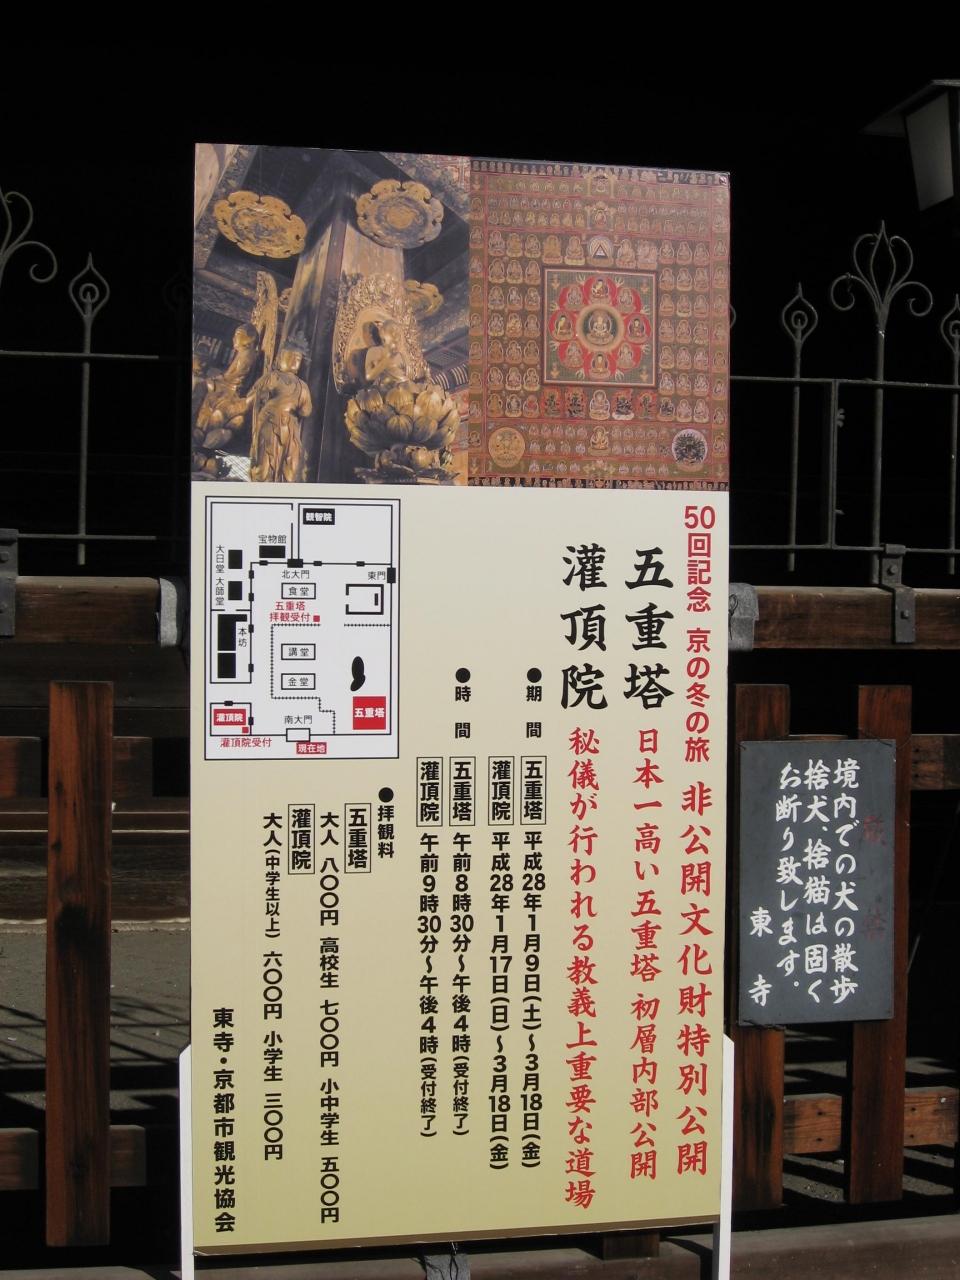 50回記念 京の冬の旅 非公開文化財特別公開
五重塔 日本一高い五重塔 初層内部公開
灌頂院 秘儀が行われる教義上重要な道場
●期間 五重塔 平成28年1月9日(土)〜3月18日(金)
灌頂院 平成28年1月17日(日)〜3月18日(金)
●時間 五重塔 午前8時30分〜午後4時(受付終了)
灌頂院 午前9時30分〜午後4時(受付終了)
●拝観料
五重塔
大人 八〇〇円 高校生 七〇〇円 小中学生 五〇〇円
灌頂院
大人(中学生以上) 六〇〇円 小学生 三〇〇円
東寺・京都市観光協会
観智院
宝物館
大日堂
大師堂
北大門
東門
食堂
五重塔
拝観受付
本坊
講堂
金堂
灌頂院
五重塔
南大門
灌頂院受付
現在地
境内での犬の散歩
捨犬、捨猫は固く
お断り致します。
東寺